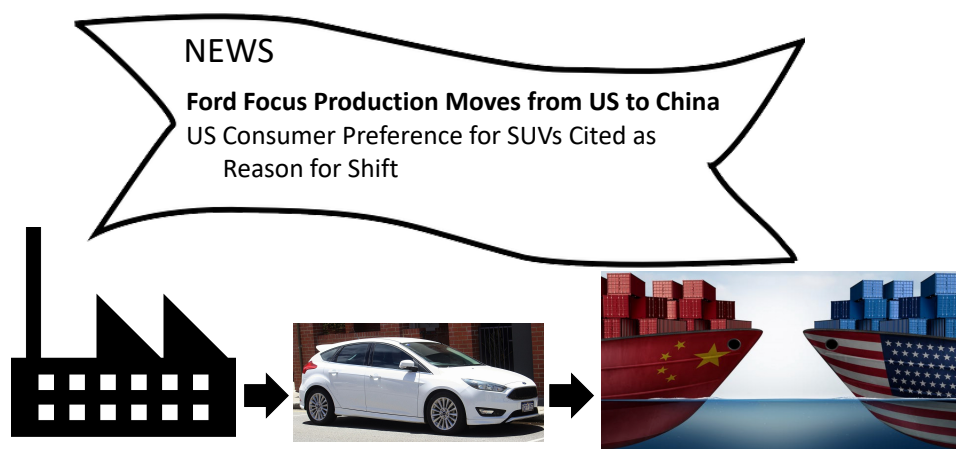 NEWS
Ford Focus Production Moves from US to China
US Consumer Preference for SUVs Cited as
Reason for Shift